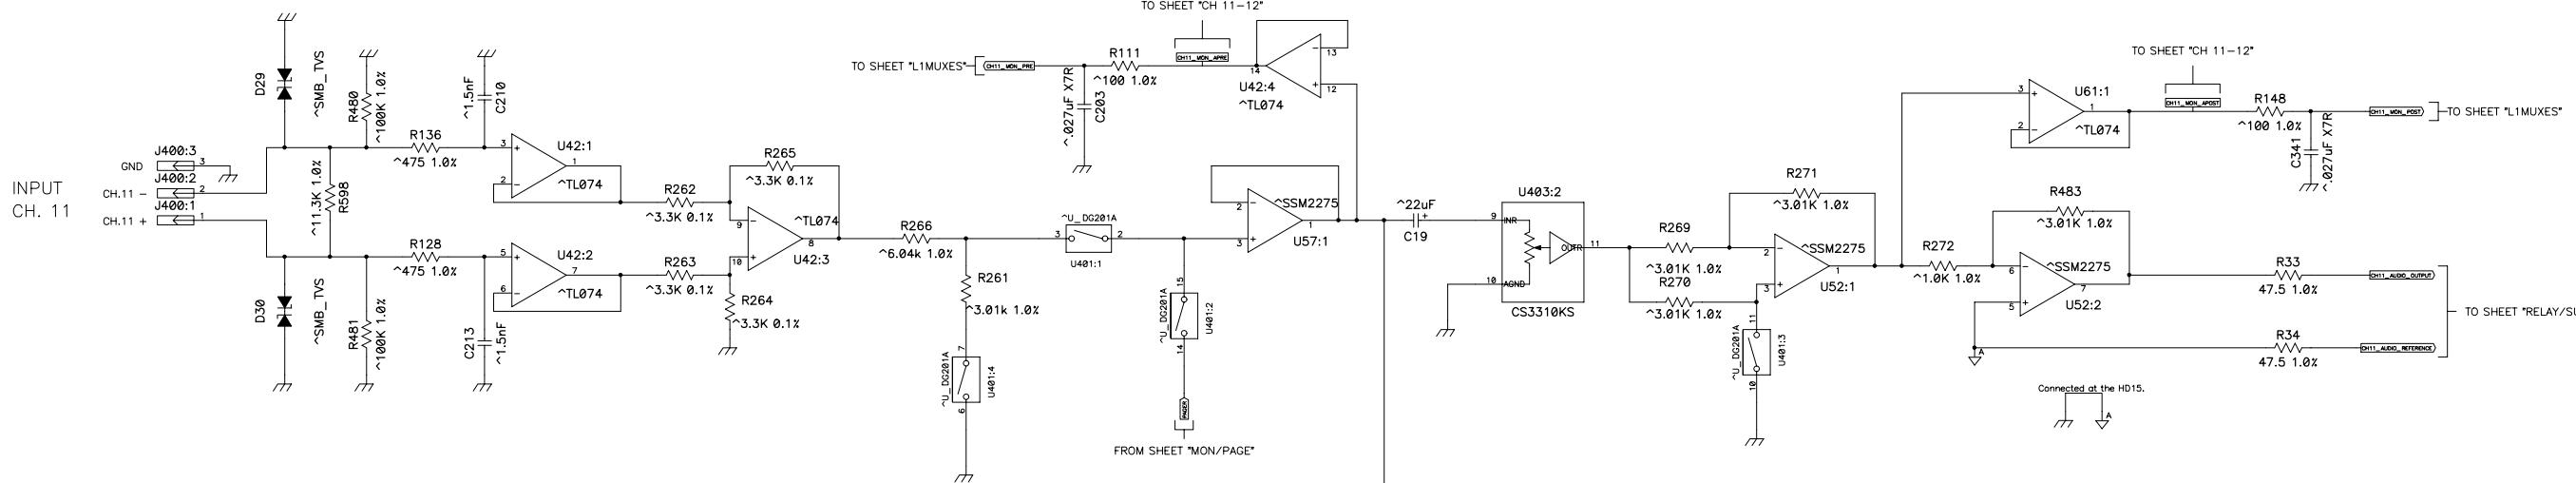 TO SHEET "CH 11-12"
TO SHEET "L1MUXES"
CH11_MON_PRE
R111
^100 1.0%
CH11_MON_APRE
14
13
12
U42:4
^TL074
^.027uF X7R
C203
D29
^SMB_TVS
R480
^100K 1.0%
^1.5nF
C210
INPUT
CH. 11
GND
J400:3
3
CH.11 -
J400:2
2
CH.11 +
J400:1
1
^11.3K 1.0%
R598
R136
^475 1.0%
3
2
1
U42:1
^TL074
R128
^475 1.0%
5
6
7
U42:2
^TL074
D30
^SMB_TVS
R481
^100K 1.0%
C213
^1.5nF
R262
^3.3K 0.1%
R263
^3.3K 0.1%
R265
^3.3K 0.1%
R264
^3.3K 0.1%
9
10
8
^TL074
U42:3
R266
^6.04k 1.0%
R261
^3.01k 1.0%
7
6
^U_DG201A
U401:4
^U_DG201A
3
2
U401:1
15
14
^U_DG201A
U401:2
PAGER
FROM SHEET "MON/PAGE"
2
3
1
^SSM2275
U57:1
^22uF
+
C19
U403:2
9
INR
10
AGND
OUTR
11
CS3310KS
R269
^3.01K 1.0%
R270
^3.01K 1.0%
R271
^3.01K 1.0%
2
3
1
^SSM2275
U52:1
11
10
^U_DG201A
U401:3
R272
^1.0K 1.0%
R483
^3.01K 1.0%
6
5
7
^SSM2275
U52:2
3
2
1
U61:1
^TL074
TO SHEET "CH 11-12"
CH11_MON_APOST
R148
^100 1.0%
C341
^.027uF X7R
CH11_MON_POST
TO SHEET "L1MUXES"
R33
47.5 1.0%
CH11_AUDIO_OUTPUT
R34
47.5 1.0%
CH11_AUDIO_REFERENCE
TO SHEET "RELAY/SU
A
Connected at the HD15.
A